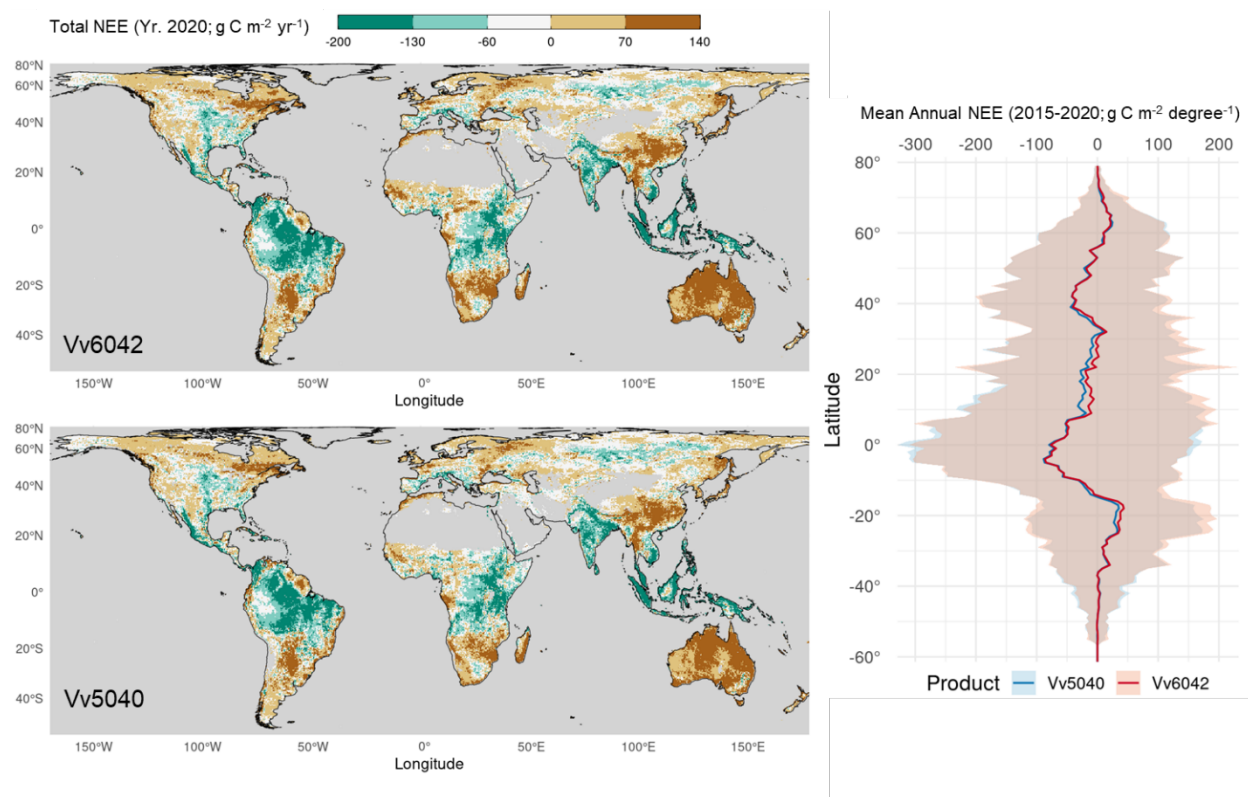 Total NEE (Yr. 2020; g C m⁻² yr⁻¹)
-200 -130 -60 0 70 140
80°N
60°N
40°N
20°N
0°
20°S
40°S
Vv6042
150°W 100°W 50°W 0° 50°E 100°E 150°E
Longitude
80°N
60°N
40°N
20°N
0°
20°S
40°S
Vv5040
150°W 100°W 50°W 0° 50°E 100°E 150°E
Longitude
Mean Annual NEE (2015-2020; g C m⁻² degree⁻¹)
-300 -200 -100 0 100 200
80°
60°
40°
20°
0°
-20°
-40°
-60°
Latitude
Product Vv5040 Vv6042